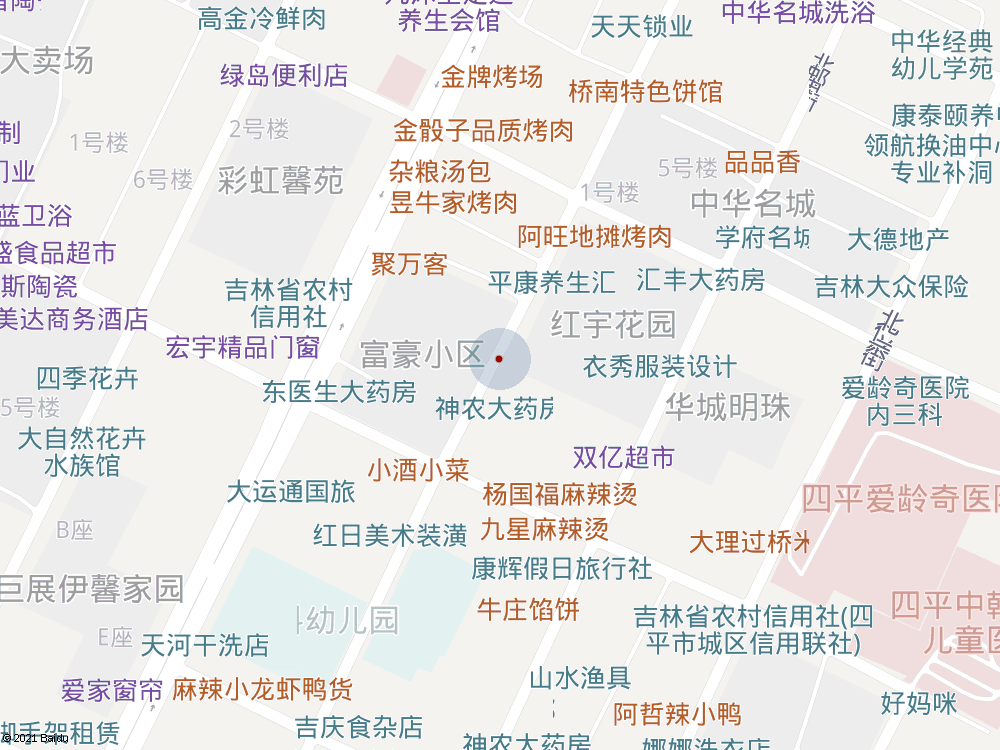 高金冷鲜肉
养生会馆
天天锁业
中华名城洗浴
大卖场
绿岛便利店
金牌烤场
桥南特色饼馆
中华经典
幼儿学苑
1号楼
2号楼
金骰子品质烤肉
康泰颐养中
领航换油中心
专业补洞
制
门业
6号楼
彩虹馨苑
杂粮汤包
昱牛家烤肉
1号楼
5号楼
品品香
中华名城
蓝卫浴
阿旺地摊烤肉
学府名城
大德地产
盛食品超市
斯陶瓷
聚万客
吉林省农村
信用社
平康养生汇
汇丰大药房
吉林大众保险
美达商务酒店
宏宇精品门窗
富豪小区
红宇花园
北位街
四季花卉
东医生大药房
衣秀服装设计
爱龄奇医院
内三科
5号楼
神农大药房
华城明珠
大自然花卉
水族馆
小酒小菜
双亿超市
大运通国旅
杨国福麻辣烫
四平爱龄奇医院
B座
红日美术装潢
九星麻辣烫
大理过桥米
巨展伊馨家园
康辉假日旅行社
牛庄馅饼
幼儿园
吉林省农村信用社(四
平市城区信用联社)
四平中韩
儿童医
E座
天河干洗店
爱家窗帘
麻辣小龙虾鸭货
山水渔具
好妈咪
脚手架租赁
吉庆食杂店
阿哲辣小鸭
神农大药房
娜娜洗衣店
© 2021 Baidu